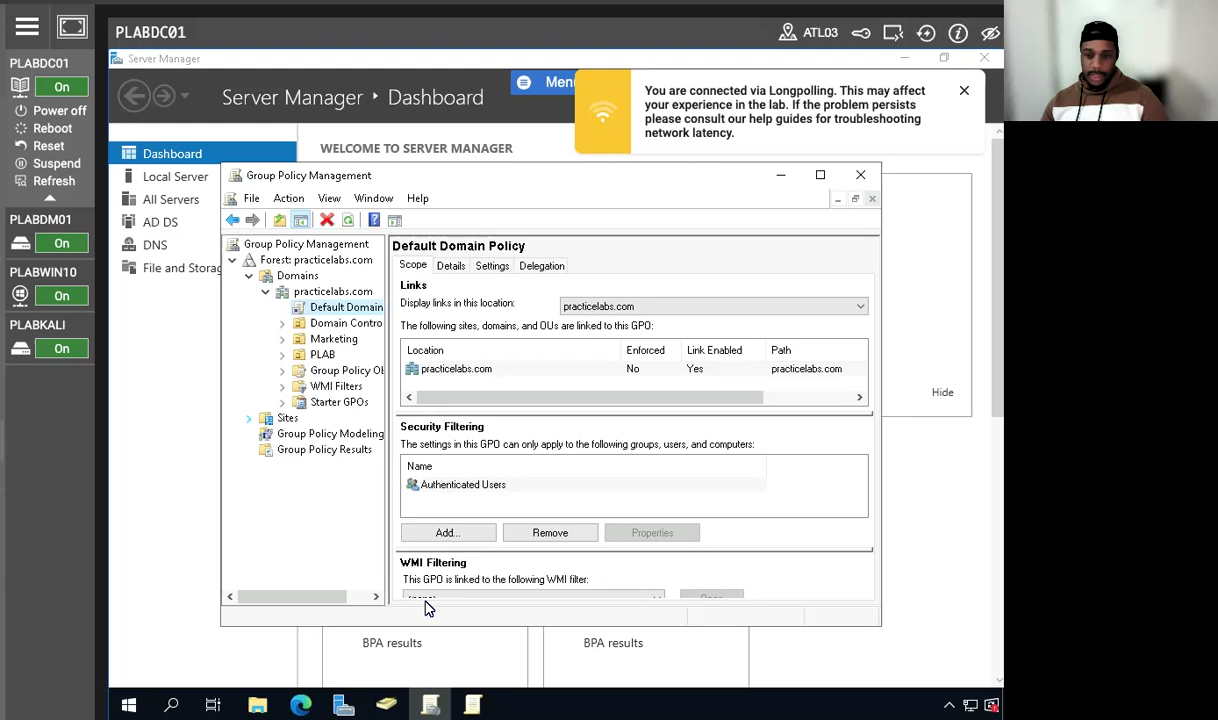 PLABDC01
ATL03
PLABDC01
On
Power off
Reboot
Reset
Suspend
Refresh
PLABDM01
On
PLABWIN10
On
PLABKALI
On
Server Manager
Server Manager
Dashboard
Menu
You are connected via Longpolling. This may affect
your experience in the lab. If the problem persists
please consult our help guides for troubleshooting
network latency.
Dashboard
Local Server
All Servers
AD DS
DNS
File and Storag
WELCOME TO SERVER MANAGER
Hide
Group Policy Management
File
Action
View
Window
Help
Group Policy Management
Forest: practicelabs.com
Domains
practicelabs.com
Default Domain
Domain Contro
Marketing
PLAB
Group Policy Ob
WMI Filters
Starter GPOs
Sites
Group Policy Modeling
Group Policy Results
Default Domain Policy
Scope
Details
Settings
Delegation
Links
Display links in this location:
practicelabs.com
The following sites, domains, and OUs are linked to this GPO:
Location
Enforced
Link Enabled
Path
practicelabs.com
No
Yes
practicelabs.com
Security Filtering
The settings in this GPO can only apply to the following groups, users, and computers:
Name
Authenticated Users
Add...
Remove
Properties
WMI Filtering
This GPO is linked to the following WMI filter:
BPA results
BPA results